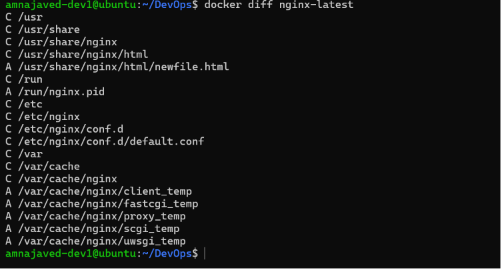 amnajaved-dev1@ubuntu:~/DevOps$ docker diff nginx-latest
C /usr
C /usr/share
C /usr/share/nginx
C /usr/share/nginx/html
A /usr/share/nginx/html/newfile.html
C /run
A /run/nginx.pid
C /etc
C /etc/nginx
C /etc/nginx/conf.d
C /etc/nginx/conf.d/default.conf
C /var
C /var/cache
C /var/cache/nginx
A /var/cache/nginx/client_temp
A /var/cache/nginx/fastcgi_temp
A /var/cache/nginx/proxy_temp
A /var/cache/nginx/scgi_temp
A /var/cache/nginx/uwsgi_temp
amnajaved-dev1@ubuntu:~/DevOps$